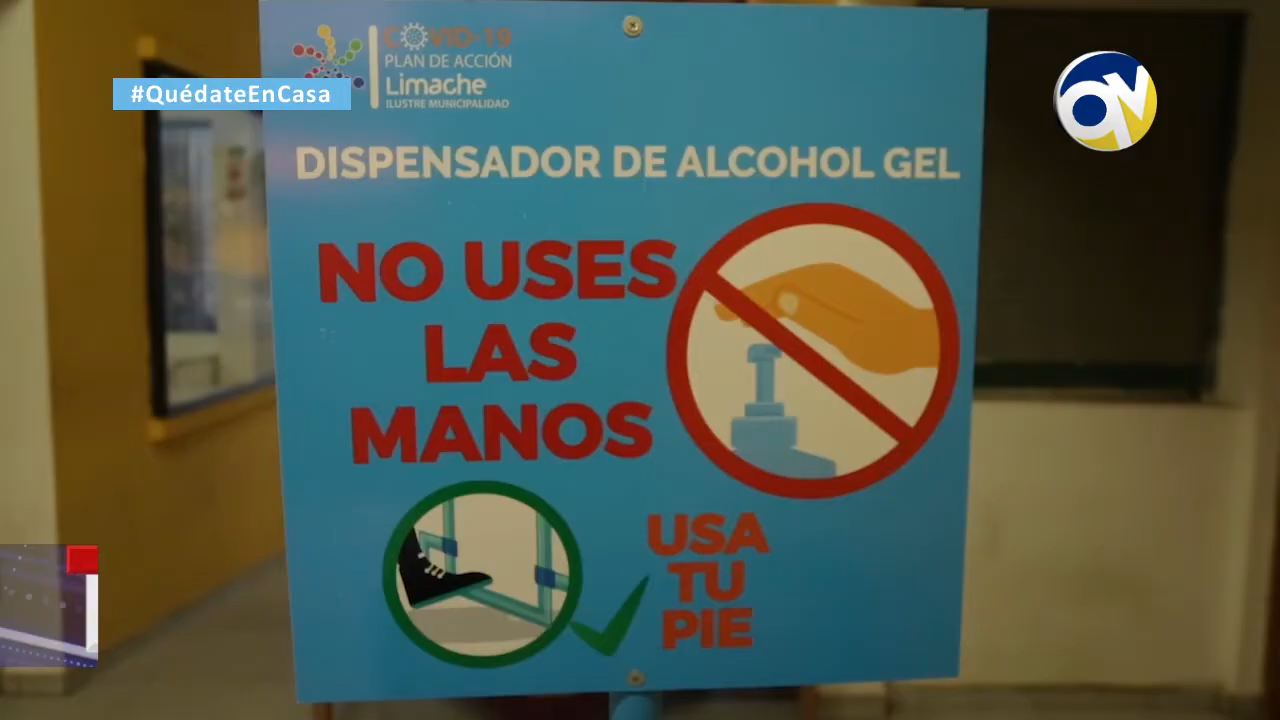 COVID-19
PLAN DE ACCIÓN
Limache
ILUSTRE MUNICIPALIDAD
#QuédateEnCasa
DISPENSADOR DE ALCOHOL GEL
NO USES
LAS
MANOS
USA
TU
PIE